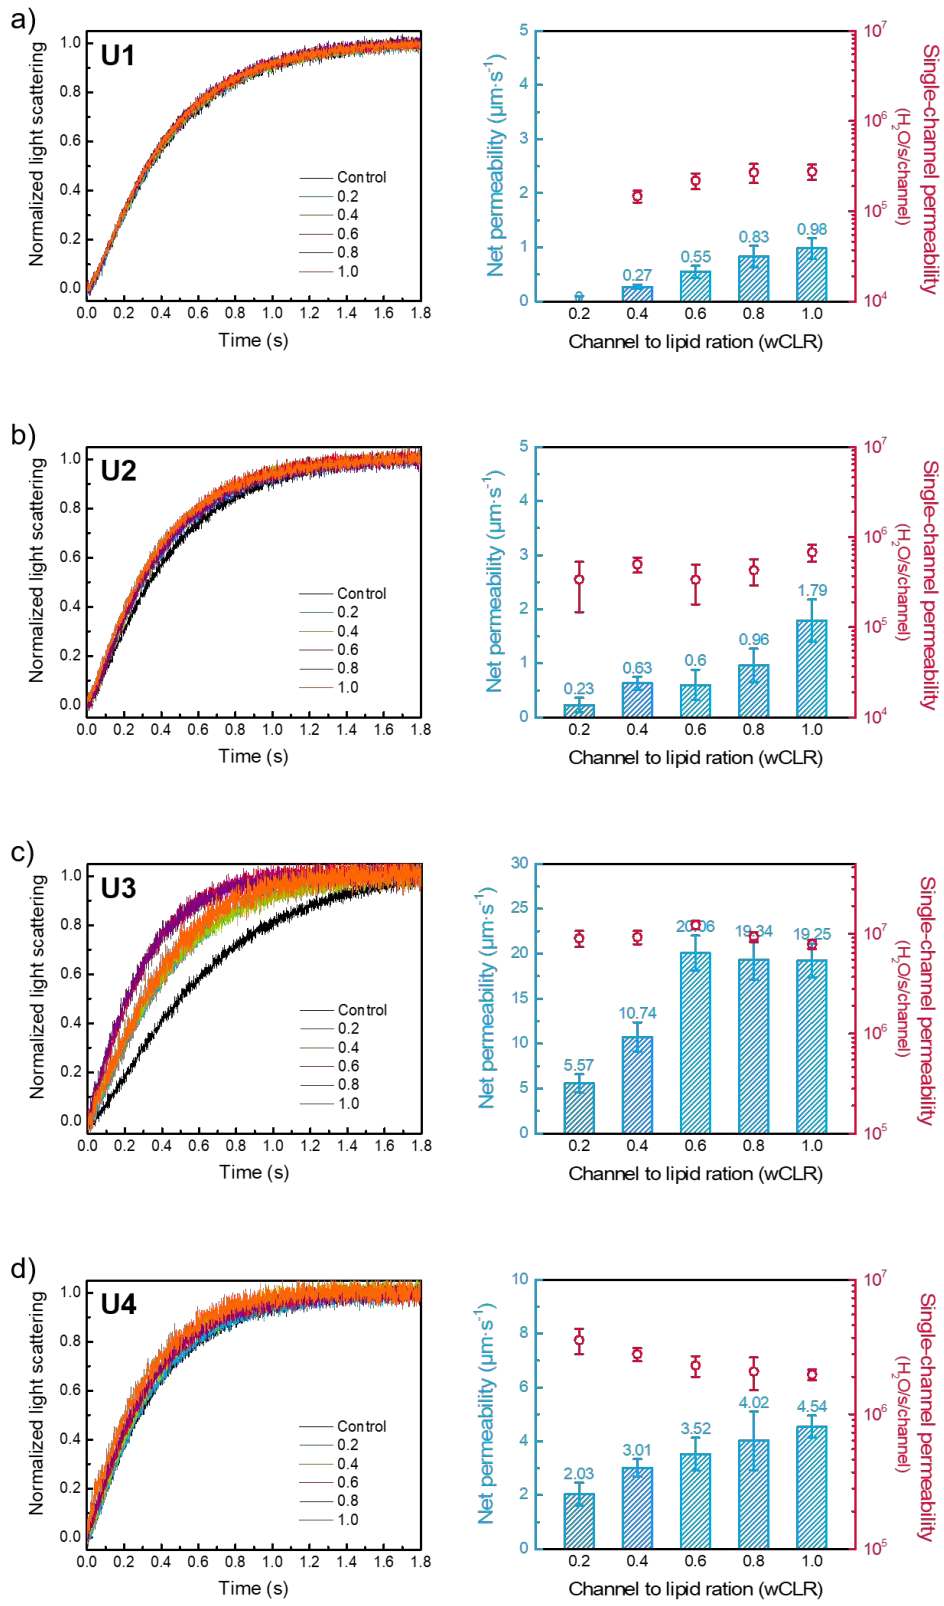 a)
U1
Normalized light scattering
1.0
0.8
0.6
0.4
0.2
0.0
Control
0.2
0.4
0.6
0.8
1.0
0.0 0.2 0.4 0.6 0.8 1.0 1.2 1.4 1.6 1.8
Time (s)
Net permeability (µm·s⁻¹)
5
4
3
2
1
0
0
0.27
0.55
0.83
0.98
0.2 0.4 0.6 0.8 1.0
Channel to lipid ration (wCLR)
10⁷
10⁶
10⁵
10⁴
Single-channel permeability
(H₂O/s/channel)
b)
U2
Normalized light scattering
1.0
0.8
0.6
0.4
0.2
0.0
Control
0.2
0.4
0.6
0.8
1.0
0.0 0.2 0.4 0.6 0.8 1.0 1.2 1.4 1.6 1.8
Time (s)
Net permeability (µm·s⁻¹)
5
4
3
2
1
0
0.23
0.63
0.6
0.96
1.79
0.2 0.4 0.6 0.8 1.0
Channel to lipid ration (wCLR)
10⁷
10⁶
10⁵
10⁴
Single-channel permeability
(H₂O/s/channel)
c)
U3
Normalized light scattering
1.0
0.8
0.6
0.4
0.2
0.0
Control
0.2
0.4
0.6
0.8
1.0
0.0 0.2 0.4 0.6 0.8 1.0 1.2 1.4 1.6 1.8
Time (s)
Net permeability (µm·s⁻¹)
30
25
20
15
10
5
0
5.57
10.74
20.06
19.34
19.25
0.2 0.4 0.6 0.8 1.0
Channel to lipid ration (wCLR)
10⁷
10⁶
10⁵
Single-channel permeability
(H₂O/s/channel)
d)
U4
Normalized light scattering
1.0
0.8
0.6
0.4
0.2
0.0
Control
0.2
0.4
0.6
0.8
1.0
0.0 0.2 0.4 0.6 0.8 1.0 1.2 1.4 1.6 1.8
Time (s)
Net permeability (µm·s⁻¹)
10
8
6
4
2
0
2.03
3.01
3.52
4.02
4.54
0.2 0.4 0.6 0.8 1.0
Channel to lipid ration (wCLR)
10⁷
10⁶
10⁵
Single-channel permeability
(H₂O/s/channel)